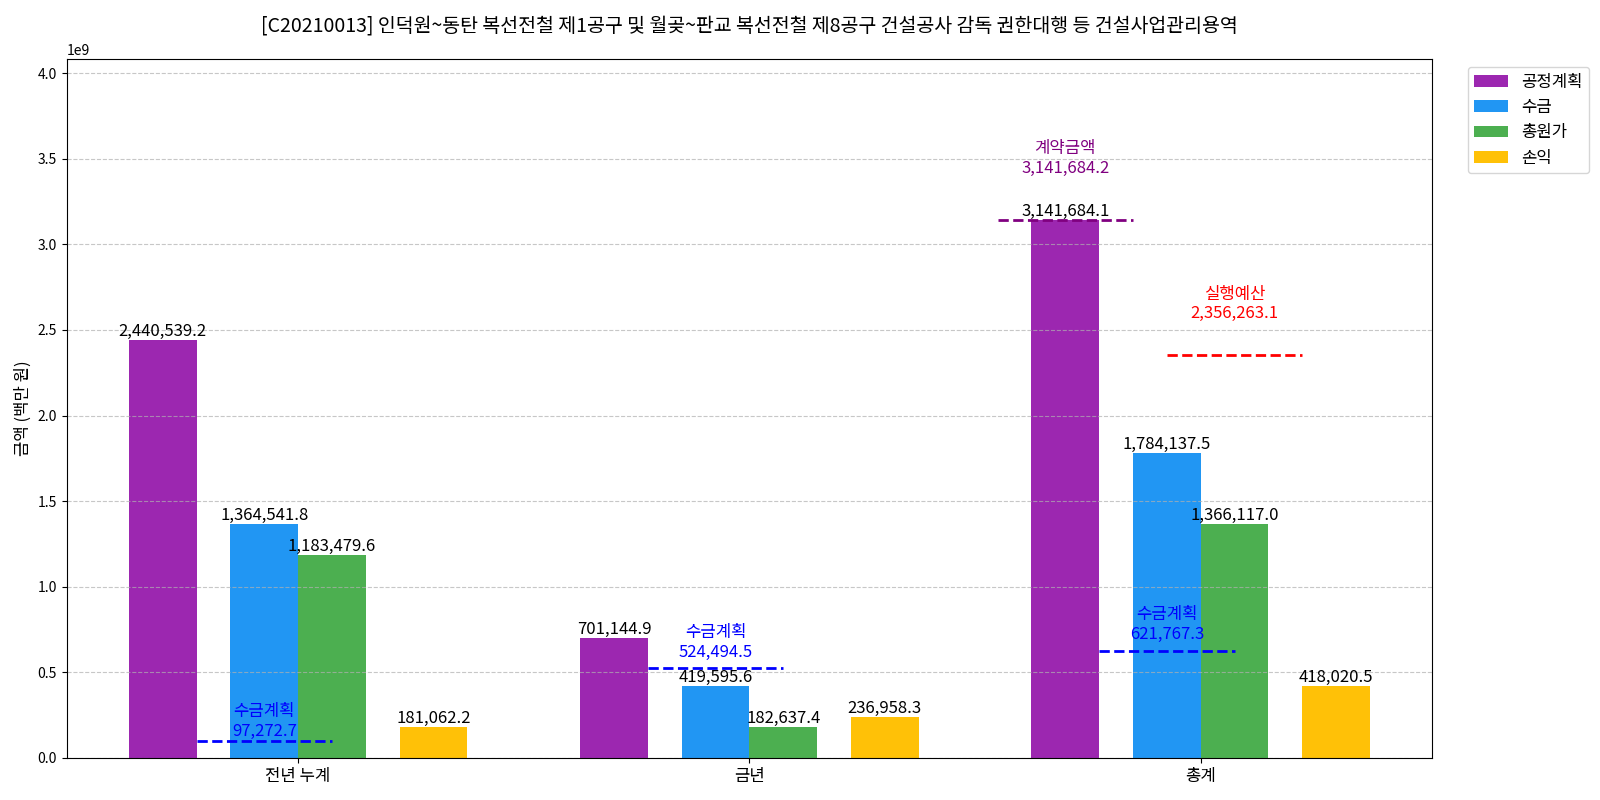 [C20210013] 인덕원~동탄 복선전철 제1공구 및 월곶~판교 복선전철 제8공구 건설공사 감독 권한대행 등 건설사업관리용역
1e9
4.0
3.5
3.0
2.5
2.0
1.5
1.0
0.5
0.0
금액 (백만 원)
공정계획
수금
총원가
손익
2,440,539.2
1,364,541.8
1,183,479.6
수금계획
97,272.7
181,062.2
701,144.9
수금계획
524,494.5
419,595.6
182,637.4
236,958.3
계약금액
3,141,684.2
3,141,684.1
실행예산
2,356,263.1
1,784,137.5
1,366,117.0
수금계획
621,767.3
418,020.5
전년 누계
금년
총계